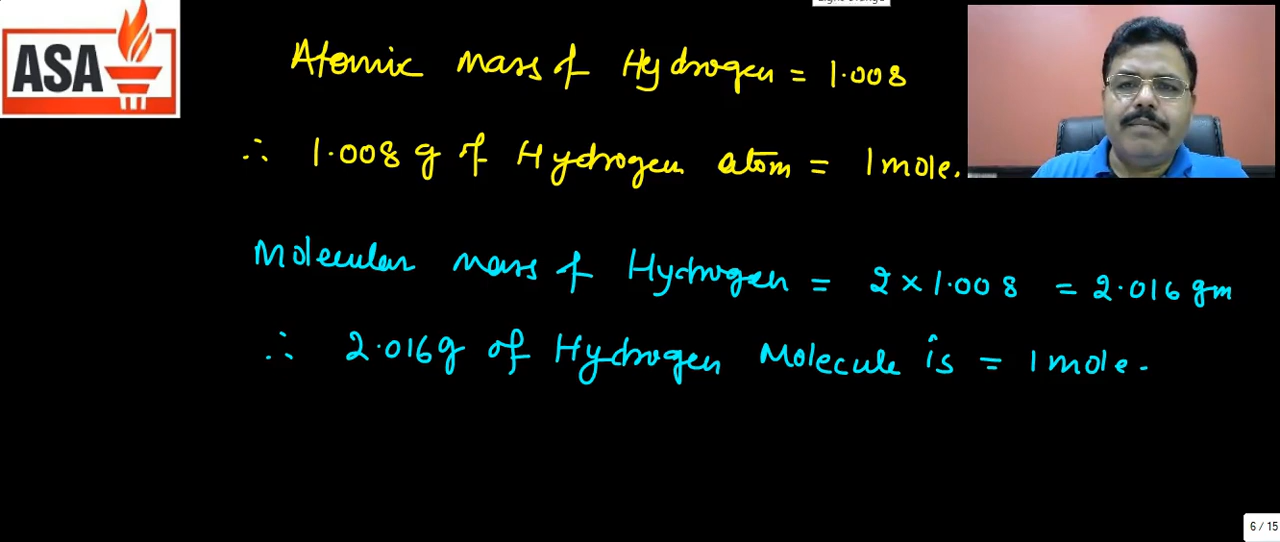 ASA
Atomic mass of Hydrogen = 1.008
∴ 1.008 g of Hydrogen atom = 1 mole.
Molecular mass of Hydrogen = 2 × 1.008 = 2.016 gm
∴ 2.016g of Hydrogen Molecule is = 1 mole.
6 / 15